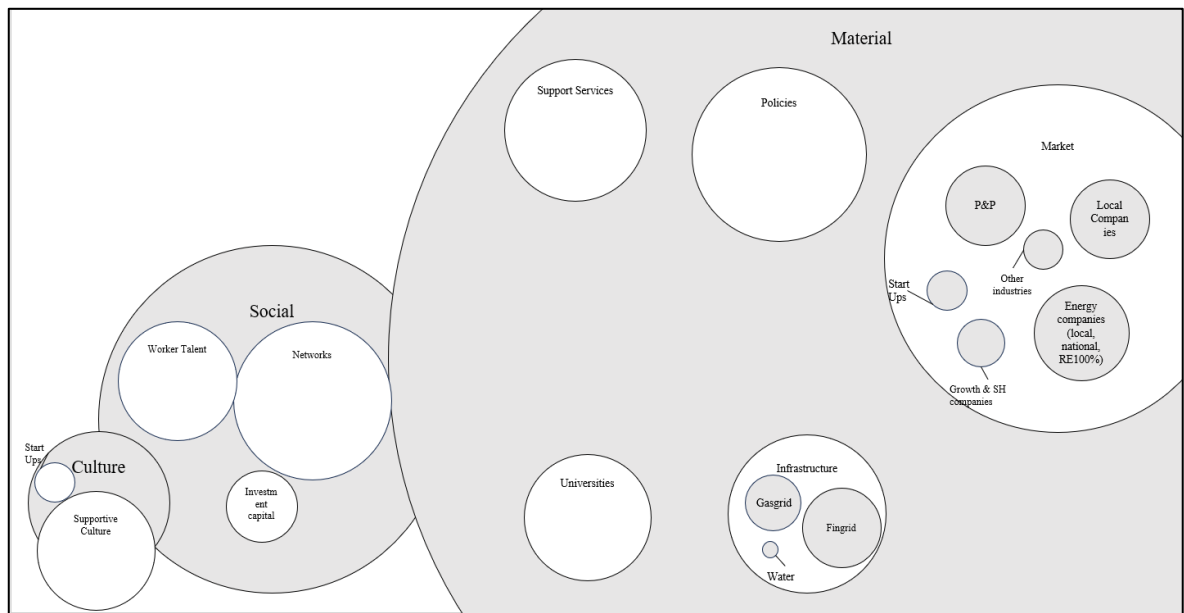 Material
Support Services
Policies
Market
P&P
Local
Compan
ies
Other
industries
Start
Ups
Energy
companies
(local,
national,
RE100%)
Growth & SH
companies
Social
Worker Talent
Networks
Investm
ent
capital
Start
Ups
Culture
Supportive
Culture
Universities
Infrastructure
Gasgrid
Fingrid
Water